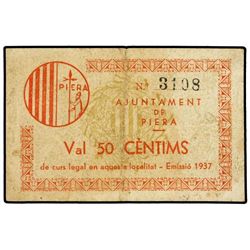 PIERA
Nº 3108
AJUNTAMENT
DE
PIERA
Val 50 CÈNTIMS
de curs legal en aquesta localitat - Emissió 1937